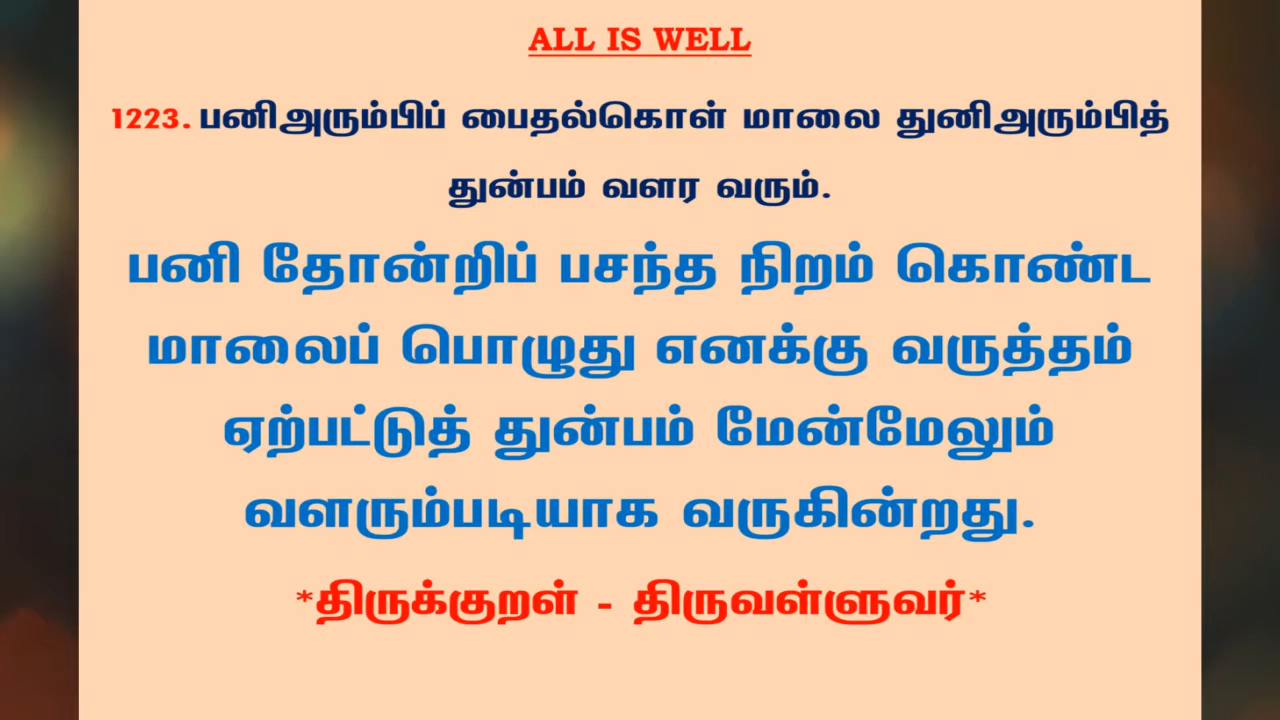 ALL IS WELL
1223. பனிஅரும்பிப் பைதல்கொள் மாலை துனிஅரும்பித்
துன்பம் வளர வரும்.
பனி தோன்றிப் பசந்த நிறம் கொண்ட
மாலைப் பொழுது எனக்கு வருத்தம்
ஏற்பட்டுத் துன்பம் மேன்மேலும்
வளரும்படியாக வருகின்றது.
*திருக்குறள் - திருவள்ளுவர்*